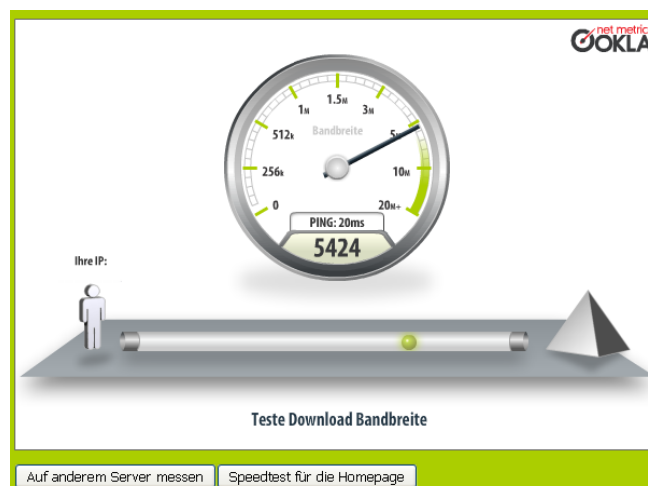 net metrics
OOKLA
1.5M
1M
3M
Bandbreite
512k
5M
256k
10M
0
20M+
PING: 20ms
5424
Ihre IP:
Teste Download Bandbreite
Auf anderem Server messen
Speedtest für die Homepage